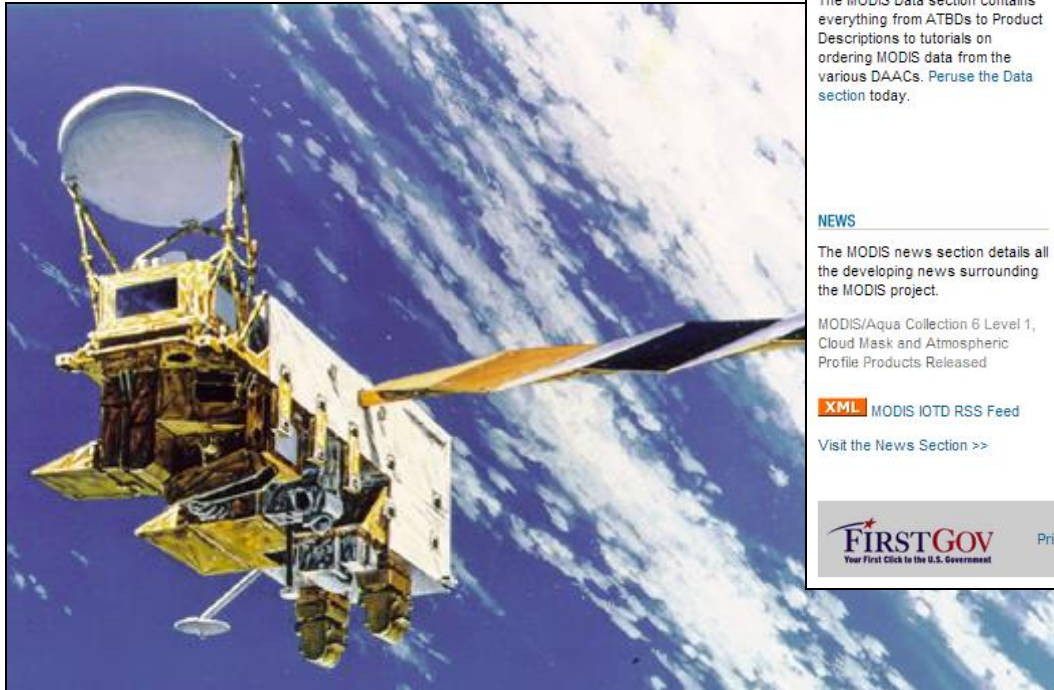 The MODIS Data section contains
everything from ATBDs to Product
Descriptions to tutorials on
ordering MODIS data from the
various DAACs. Peruse the Data
section today.
NEWS
The MODIS news section details all
the developing news surrounding
the MODIS project.
MODIS/Aqua Collection 6 Level 1,
Cloud Mask and Atmospheric
Profile Products Released
XML MODIS IOTD RSS Feed
Visit the News Section >>
FIRSTGOV
Your First Click to the U.S. Government